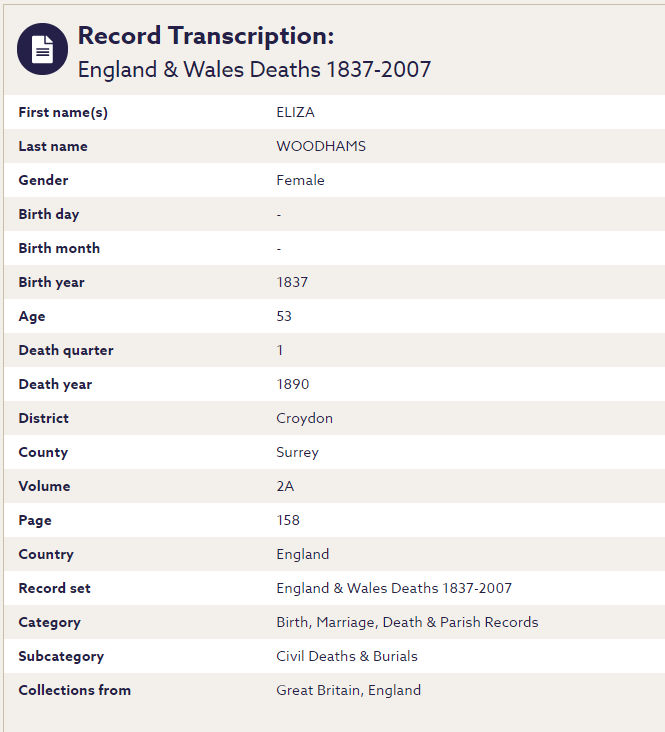 Record Transcription:
England & Wales Deaths 1837-2007
First name(s) ELIZA
Last name WOODHAMS
Gender Female
Birth day -
Birth month -
Birth year 1837
Age 53
Death quarter 1
Death year 1890
District Croydon
County Surrey
Volume 2A
Page 158
Country England
Record set England & Wales Deaths 1837-2007
Category Birth, Marriage, Death & Parish Records
Subcategory Civil Deaths & Burials
Collections from Great Britain, England